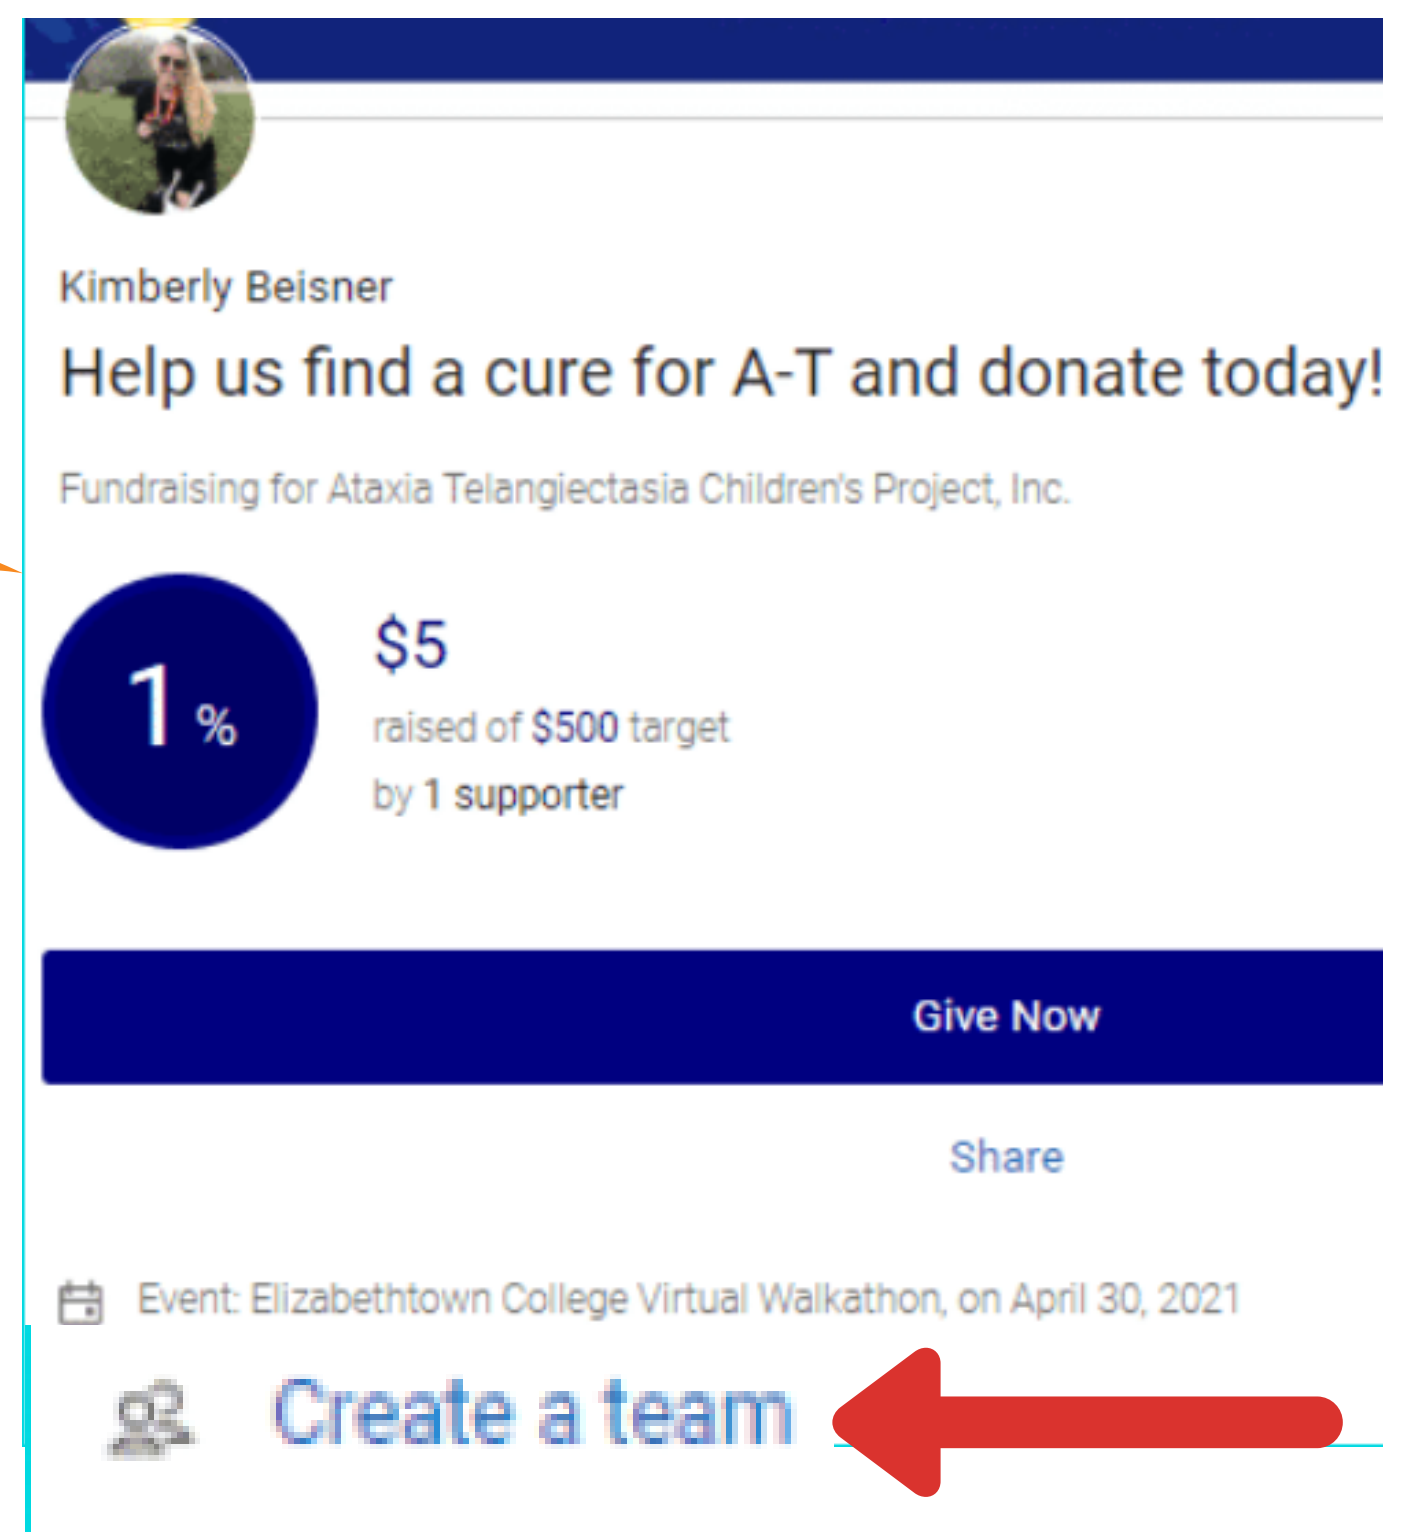 Kimberly Beisner
Help us find a cure for A-T and donate today!
Fundraising for Ataxia Telangiectasia Children's Project, Inc.
1 %
$5
raised of $500 target
by 1 supporter
Give Now
Share
Event: Elizabethtown College Virtual Walkathon, on April 30, 2021
Create a team